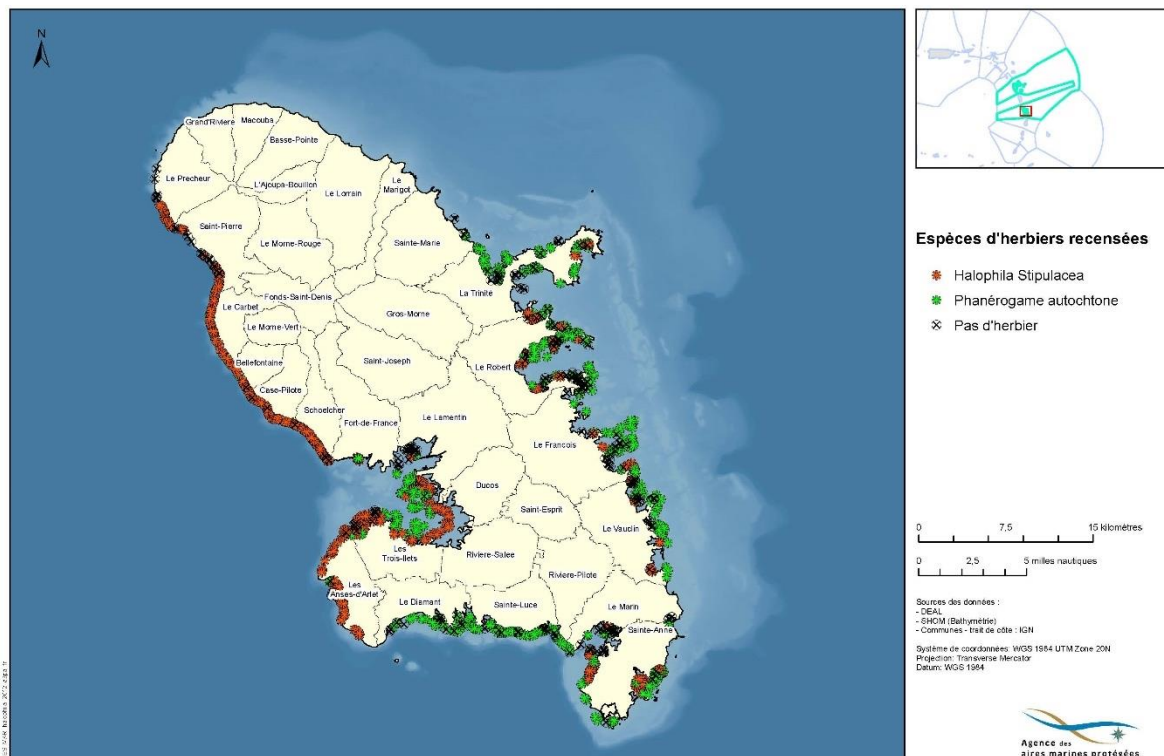 N
Grand'Riviere
Macouba
Basse-Pointe
Le Precheur
L'Ajoupa-Bouillon
Le Lorrain
Le
Marigot
Saint-Pierre
Le Morne-Rouge
Sainte-Marie
La Trinité
Fonds-Saint-Denis
Le Carbet
Gros-Morne
Le Morne-Vert
Saint-Joseph
Bellefontaine
Le Robert
Case-Pilote
Schoelcher
Fort-de-France
Le Lamentin
Le Francois
Ducos
Saint-Esprit
Le Vauclin
Les
Trois-Ilets
Riviere-Salee
Riviere-Pilote
Les
Anses-d'Arlet
Le Diamant
Sainte-Luce
Le Marin
Sainte-Anne
Espèces d'herbiers recensées
Halophila Stipulacea
Phanérogame autochtone
Pas d'herbier
0 7,5 15 kilomètres
0 2,5 5 milles nautiques
Sources des données :
- DEAL
- SHOM (Bathymétrie)
- Communes - trait de côte : IGN
Système de coordonnées: WGS 1984 UTM Zone 20N
Projection: Transverse Mercator
Datum: WGS 1984
Agence des
aires marines protégées